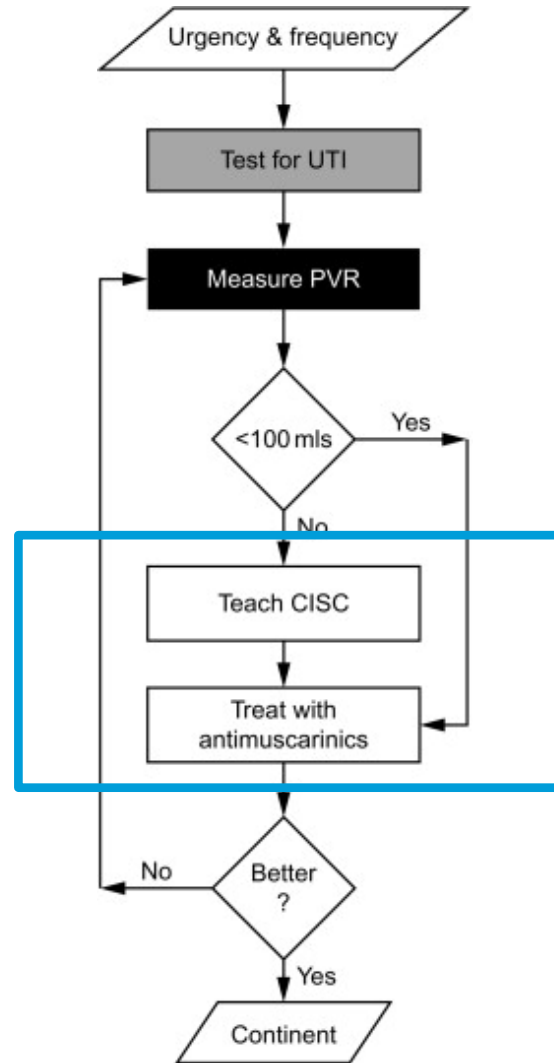 Urgency & frequency
Test for UTI
Measure PVR
<100 mls
Yes
No
Teach CISC
Treat with
antimuscarinics
No
Better
?
Yes
Continent